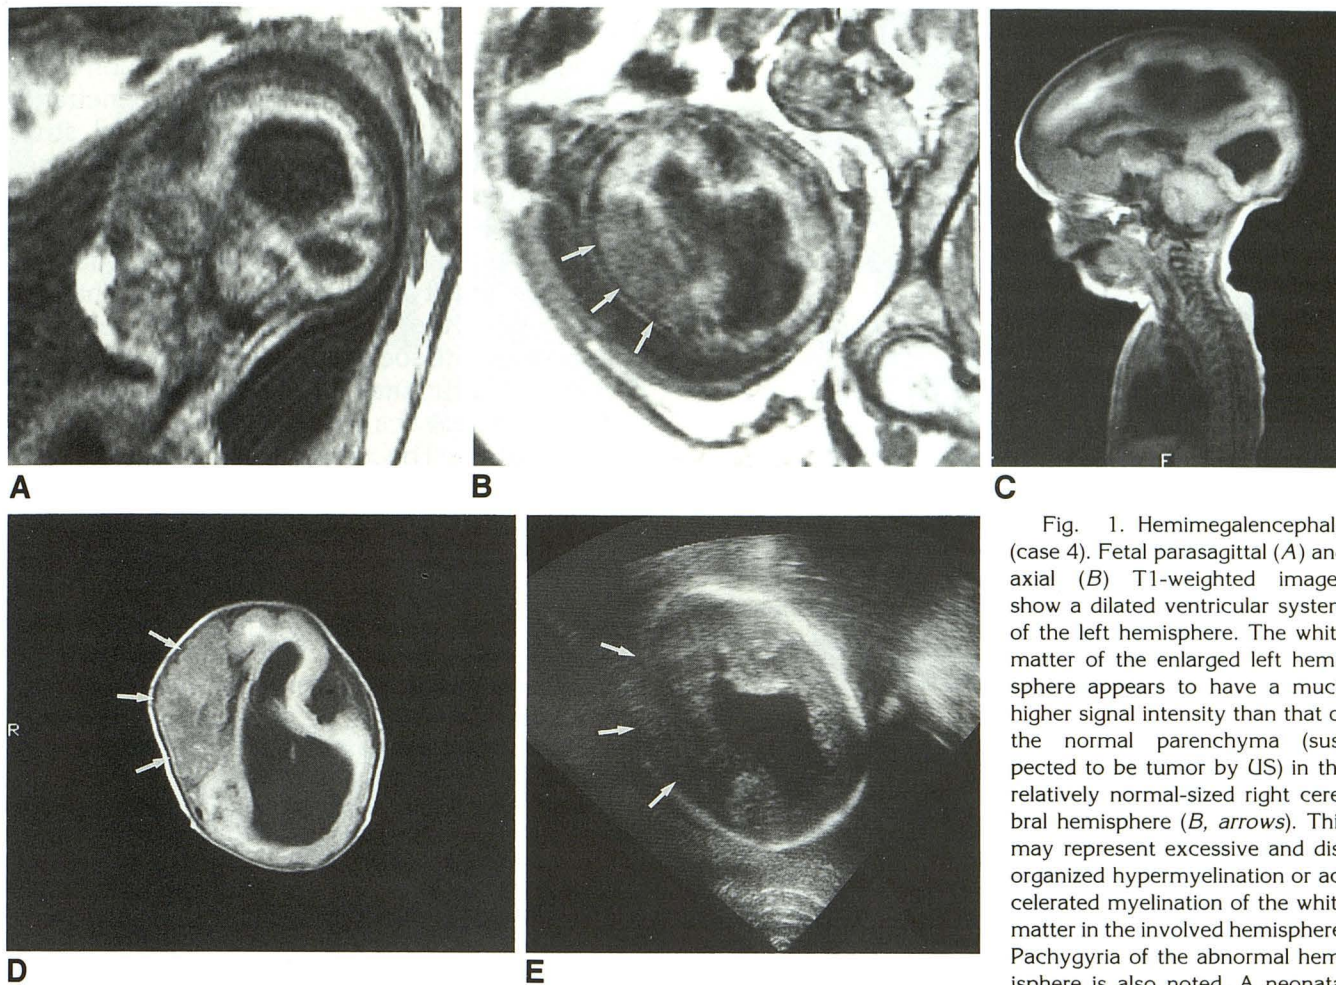 A
B
F
C
R
D
E
Fig. 1. Hemimegalencephal
(case 4). Fetal parasagittal (A) an
axial (B) T1-weighted image
show a dilated ventricular system
of the left hemisphere. The whit
matter of the enlarged left hem
sphere appears to have a muc
higher signal intensity than that o
the normal parenchyma (sus
pected to be tumor by US) in th
relatively normal-sized right cere
bral hemisphere (B, arrows). Thi
may represent excessive and dis
organized hypermyelination or ac
celerated myelination of the whit
matter in the involved hemisphere
Pachygyria of the abnormal hem
isphere is also noted. A neonata